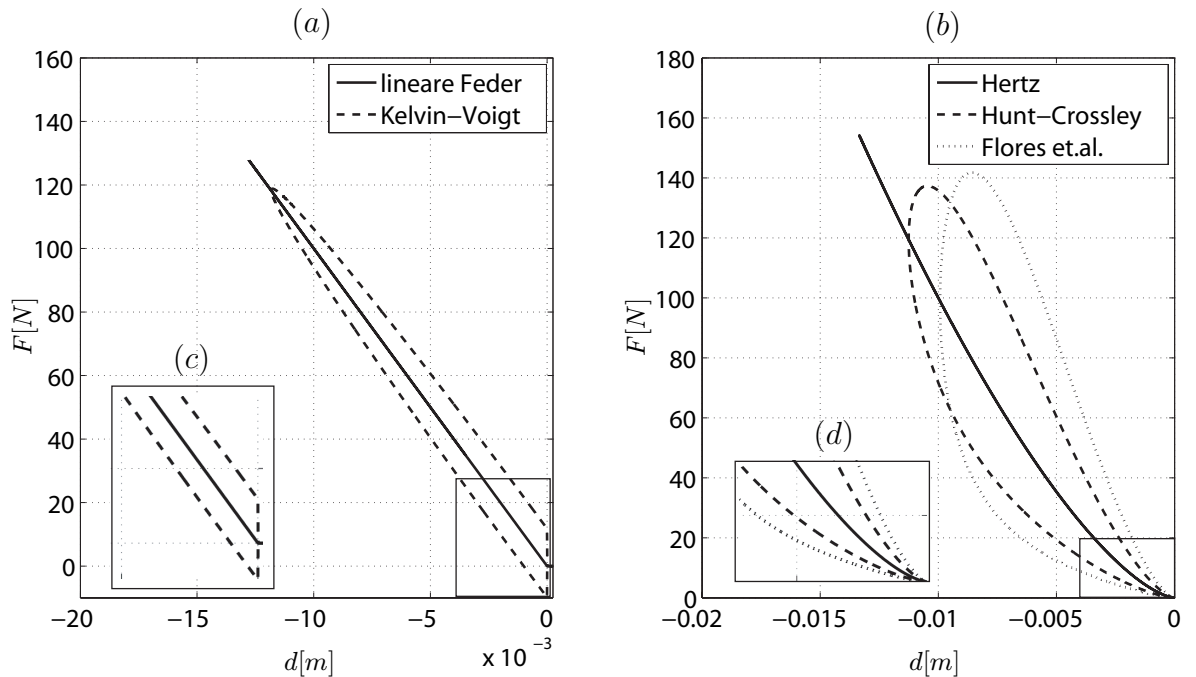 (a)
160
140
120
100
80
60
40
20
0
F[N]
−20
−15
−10
−5
0
x 10⁻³
d[m]
lineare Feder
Kelvin−Voigt
(c)
(b)
180
160
140
120
100
80
60
40
20
0
F[N]
−0.02
−0.015
−0.01
−0.005
0
d[m]
Hertz
Hunt−Crossley
Flores et.al.
(d)